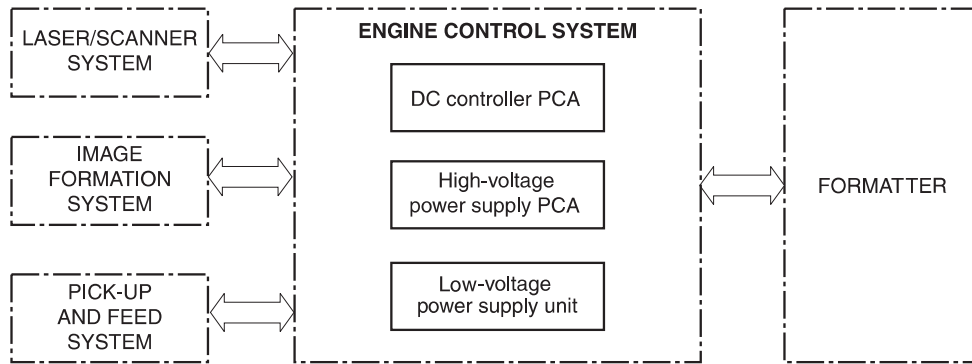 LASER/SCANNER
SYSTEM
IMAGE
FORMATION
SYSTEM
PICK-UP
AND FEED
SYSTEM
ENGINE CONTROL SYSTEM
DC controller PCA
High-voltage
power supply PCA
Low-voltage
power supply unit
FORMATTER